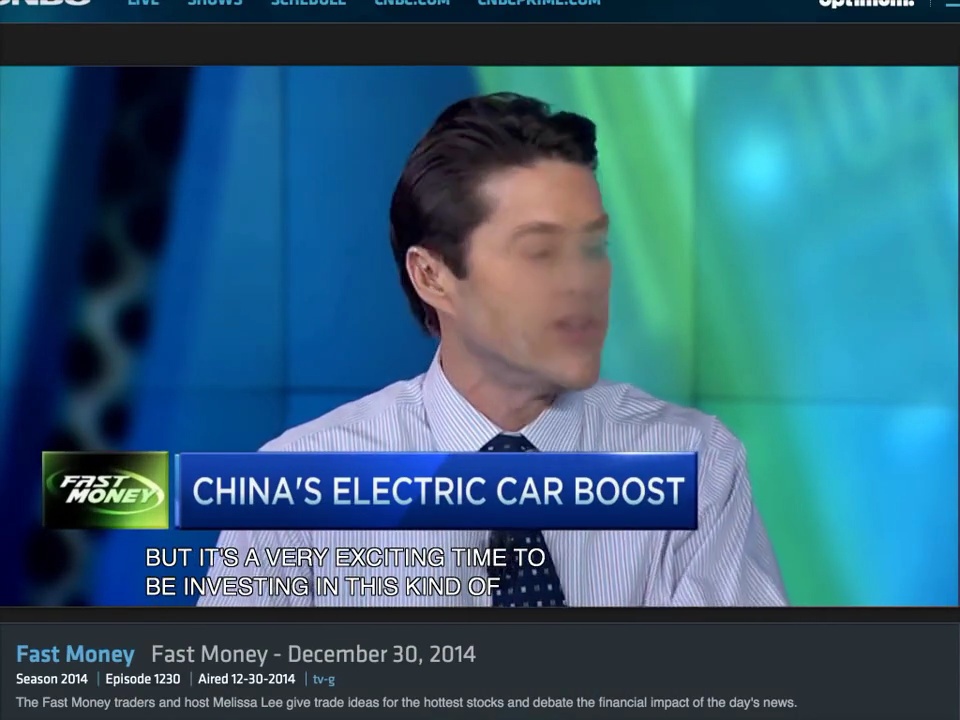 CNBC LIVE SHOWS SCHEDULE CNBC.COM CNBCPRIME.COM optimum.
FAST MONEY
CHINA'S ELECTRIC CAR BOOST
BUT IT'S A VERY EXCITING TIME TO
BE INVESTING IN THIS KIND OF
Fast Money Fast Money - December 30, 2014
Season 2014 | Episode 1230 | Aired 12-30-2014 | tv-g
The Fast Money traders and host Melissa Lee give trade ideas for the hottest stocks and debate the financial impact of the day's news.